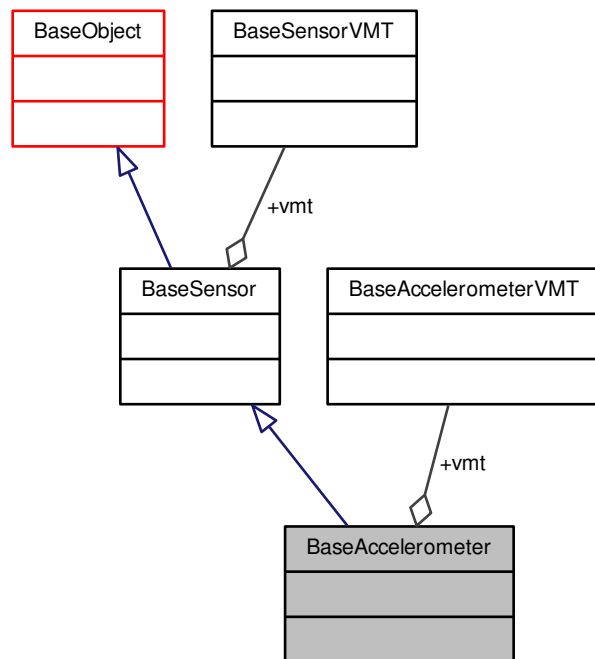 BaseObject
BaseSensorVMT
+vmt
BaseSensor
BaseAccelerometerVMT
+vmt
BaseAccelerometer